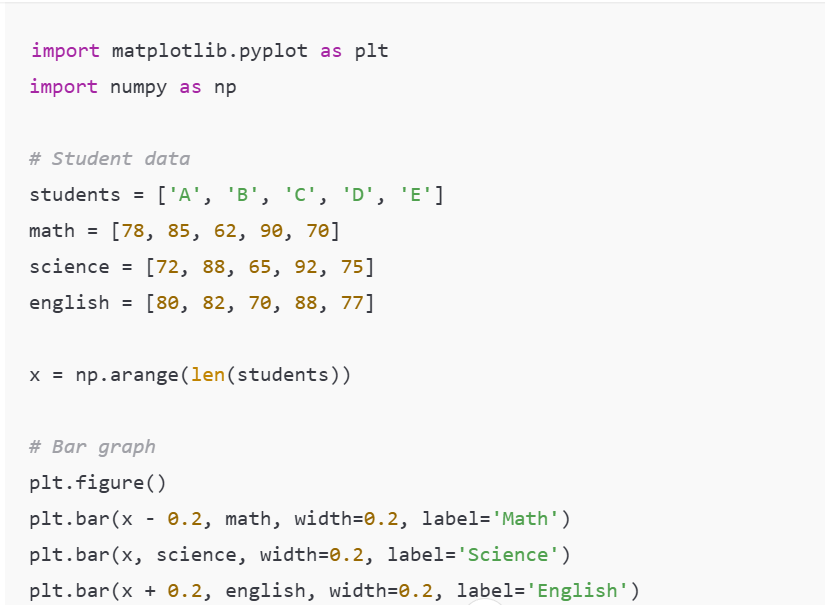 import matplotlib.pyplot as plt
import numpy as np
# Student data
students = ['A', 'B', 'C', 'D', 'E']
math = [78, 85, 62, 90, 70]
science = [72, 88, 65, 92, 75]
english = [80, 82, 70, 88, 77]
x = np.arange(len(students))
# Bar graph
plt.figure()
plt.bar(x - 0.2, math, width=0.2, label='Math')
plt.bar(x, science, width=0.2, label='Science')
plt.bar(x + 0.2, english, width=0.2, label='English')